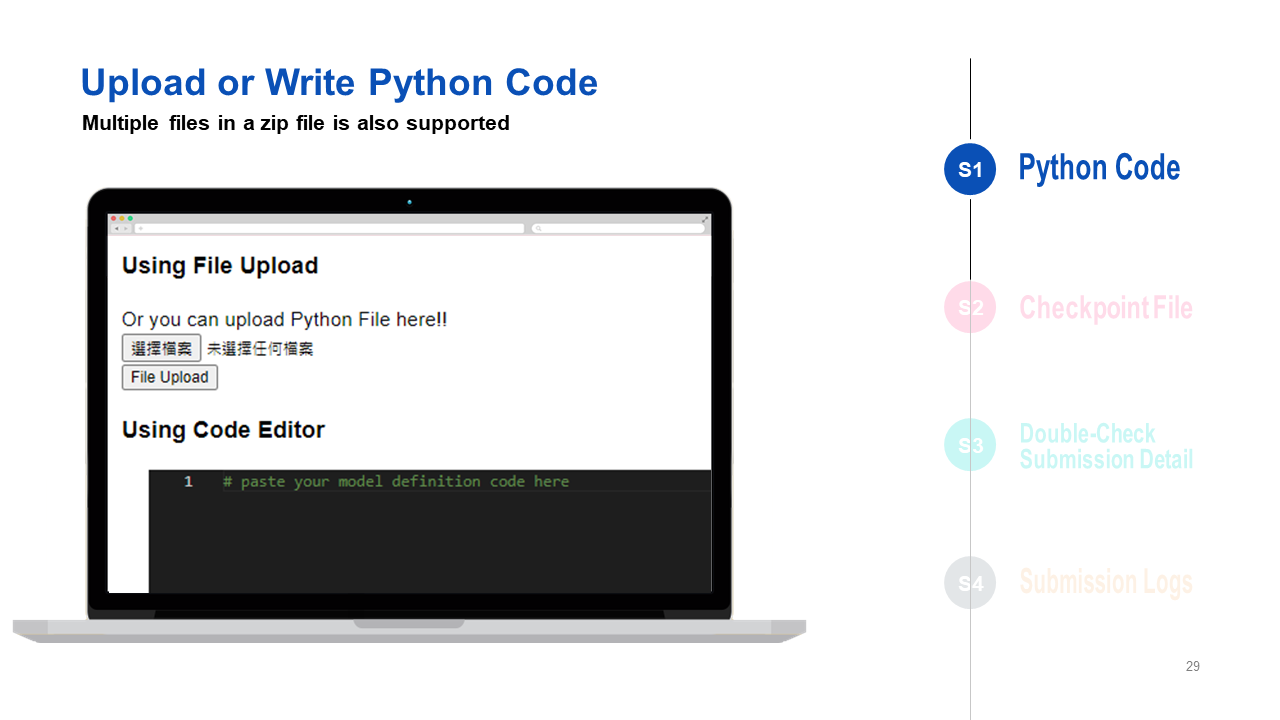 Upload or Write Python Code
Multiple files in a zip file is also supported
Using File Upload
Or you can upload Python File here!!
選擇檔案 未選擇任何檔案
File Upload
Using Code Editor
1 # paste your model definition code here
S1 Python Code
S2 Checkpoint File
S3 Double-Check
Submission Detail
S4 Submission Logs
29